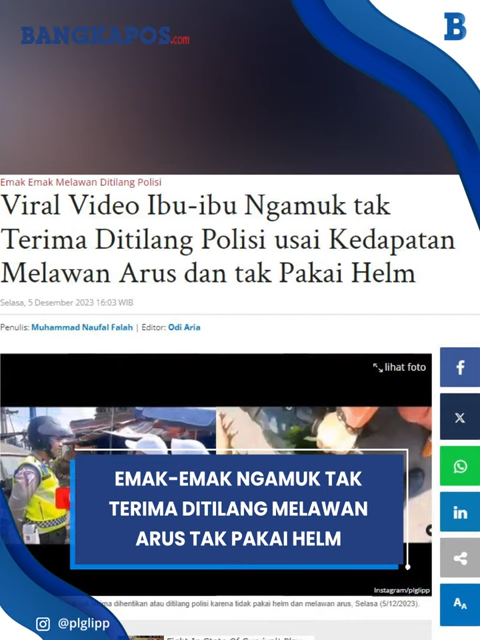 BANGKAPOS.com
B
Emak Emak Melawan Ditilang Polisi
Viral Video Ibu-ibu Ngamuk tak
Terima Ditilang Polisi usai Kedapatan
Melawan Arus dan tak Pakai Helm
Selasa, 5 Desember 2023 16:03 WIB
Penulis: Muhammad Naufal Falah | Editor: Odi Aria
lihat foto
EMAK-EMAK NGAMUK TAK
TERIMA DITILANG MELAWAN
ARUS TAK PAKAI HELM
Instagram/plglipp
dihentikan atau ditilang polisi karena tidak pakai helm dan melawan arus, Selasa (5/12/2023).
@plglipp
AA